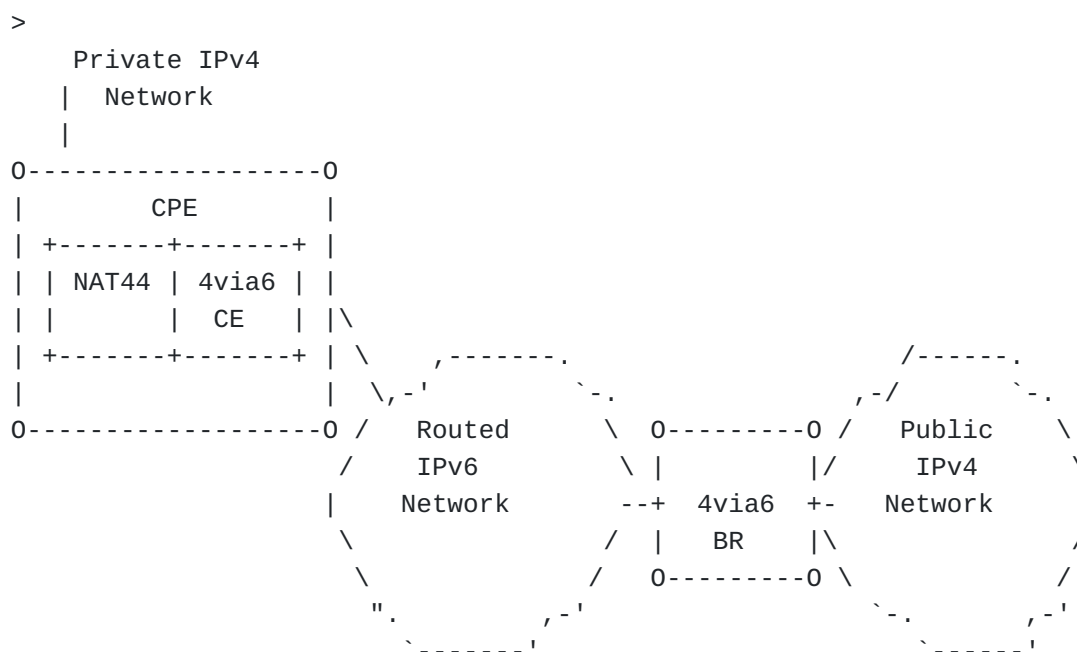 >
Private IPv4
| Network
|
O-------------------O
| CPE |
| +-------+-------+ |
| | NAT44 | 4via6 | |
| | | CE | |\
| +-------+-------+ | \ ,-------. /------.
| | \,-' `-. ,-/ `-.
O-------------------O / Routed \ O---------O / Public \
/ IPv6 \ | |/ IPv4 \
| Network --+ 4via6 +- Network
\ / | BR |\ /
\ / O---------O \ /
". ,-' `-. ,-'
`-------' `------'